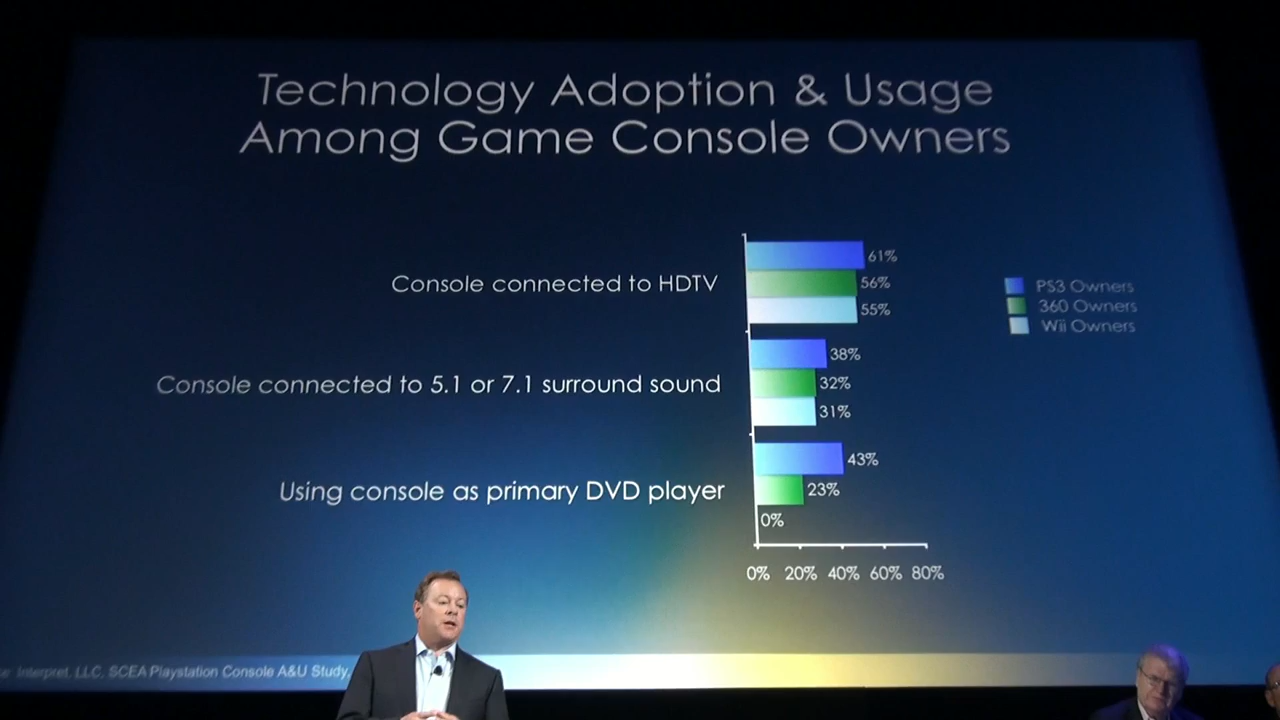 Technology Adoption & Usage
Among Game Console Owners
Console connected to HDTV
61%
56%
55%
PS3 Owners
360 Owners
Wii Owners
Console connected to 5.1 or 7.1 surround sound
38%
32%
31%
Using console as primary DVD player
43%
23%
0%
0% 20% 40% 60% 80%
Interpret, LLC, SCEA Playstation Console A&U Study,